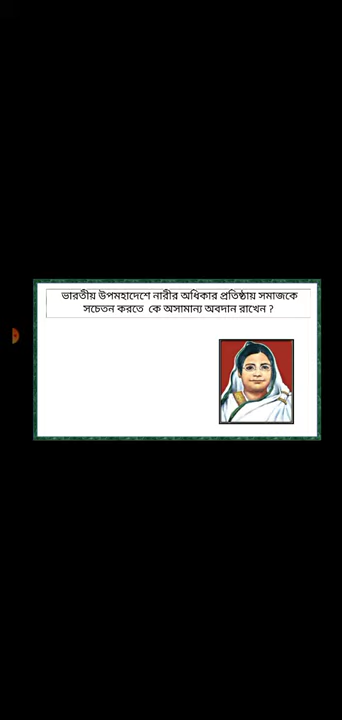 ভারতীয় উপমহাদেশে নারীর অধিকার প্রতিষ্ঠায় সমাজকে
সচেতন করতে কে অসামান্য অবদান রাখেন ?